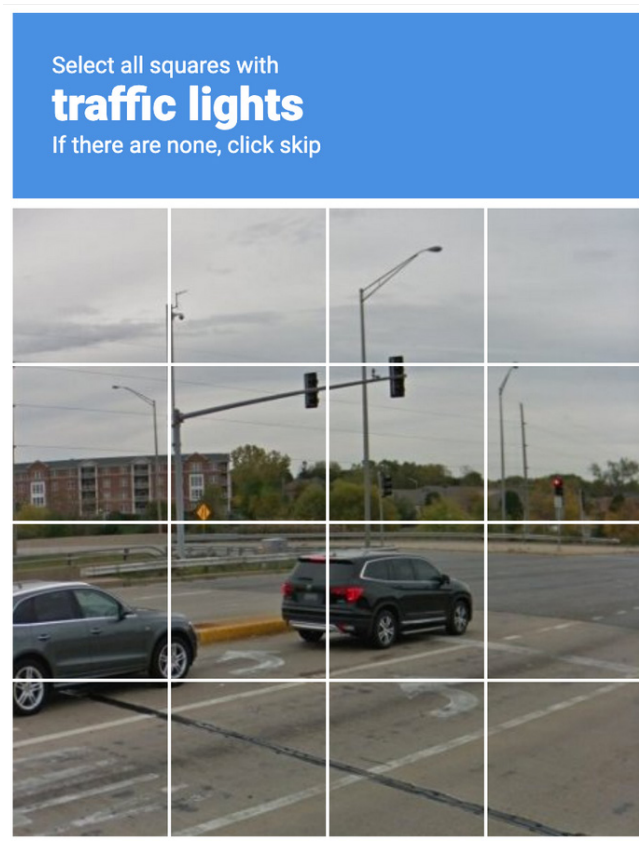 Select all squares with
traffic lights
If there are none, click skip